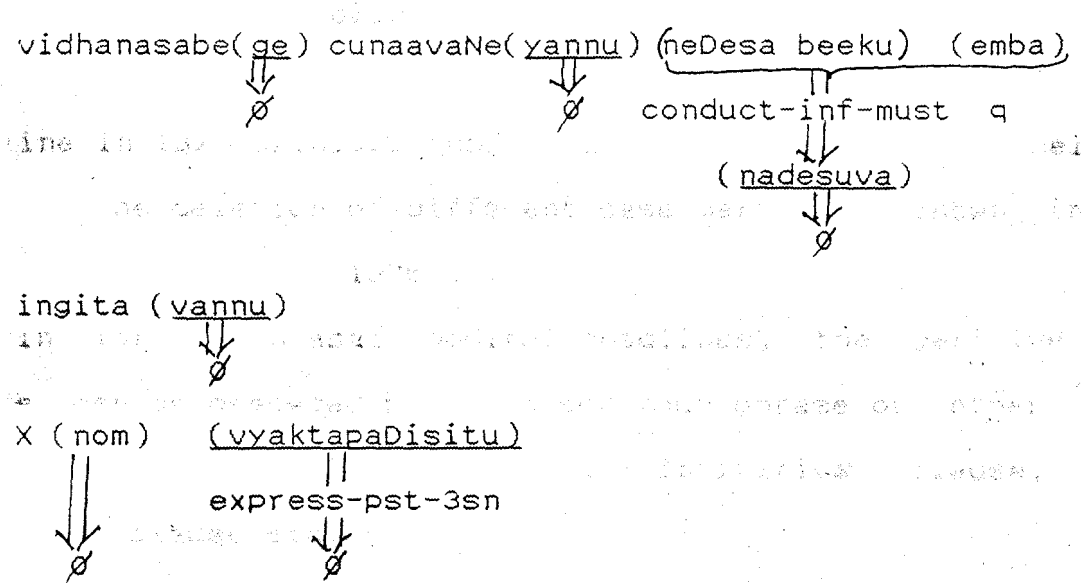 vidhanasabe(ge) cunaavaNe(yannu) (neDesa beeku) (emba)
∅ ∅ conduct-inf-must q
(nadesuva)
∅
ingita (vannu)
∅
X (nom) (vyaktapaDisitu)
express-pst-3sn
∅ ∅